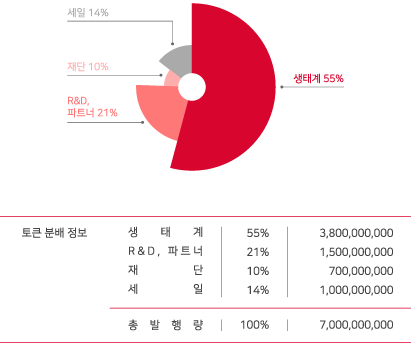 세일 14%
재단 10%
생태계 55%
R&D,
파트너 21%
토큰 분배 정보
생 태 계 55% 3,800,000,000
R&D, 파트너 21% 1,500,000,000
재 단 10% 700,000,000
세 일 14% 1,000,000,000
총 발 행 량 100% 7,000,000,000